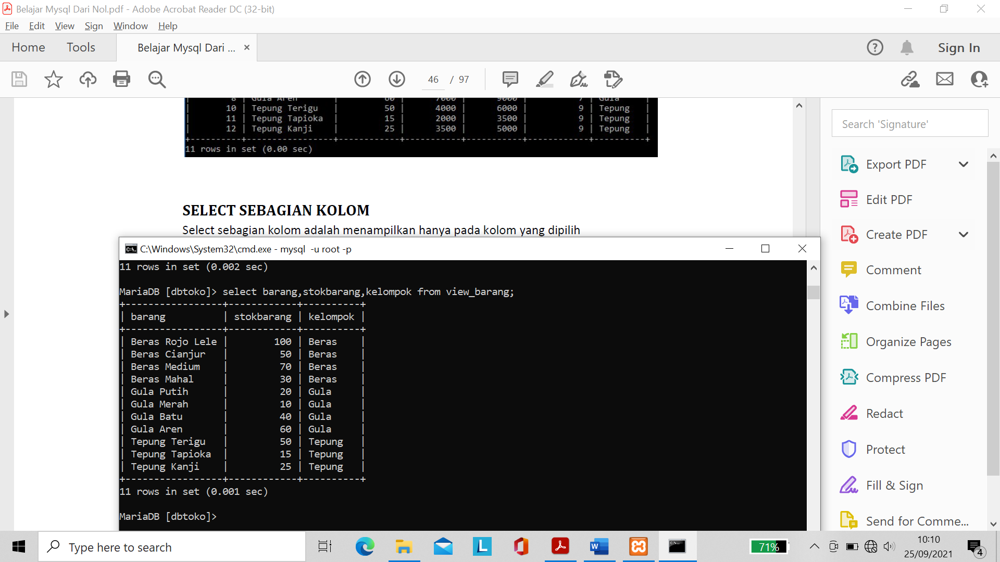 Belajar Mysql Dari Nol.pdf - Adobe Acrobat Reader DC (32-bit)
File Edit View Sign Window Help
Home Tools Belajar Mysql Dari ... × Sign In
46 / 97
| 8 | Gula Aren | 60 | 7000 | 9000 | 7 | Gula |
| 10 | Tepung Terigu | 50 | 4000 | 6000 | 9 | Tepung |
| 11 | Tepung Tapioka | 15 | 2000 | 3500 | 9 | Tepung |
| 12 | Tepung Kanji | 25 | 3500 | 5000 | 9 | Tepung |
11 rows in set (0.00 sec)
SELECT SEBAGIAN KOLOM
Select sebagian kolom adalah menampilkan hanya pada kolom yang dipilih
C:\Windows\System32\cmd.exe - mysql -u root -p
11 rows in set (0.002 sec)
MariaDB [dbtoko]> select barang,stokbarang,kelompok from view_barang;
+-----------------+------------+----------+
| barang | stokbarang | kelompok |
+-----------------+------------+----------+
| Beras Rojo Lele | 100 | Beras |
| Beras Cianjur | 50 | Beras |
| Beras Medium | 70 | Beras |
| Beras Mahal | 30 | Beras |
| Gula Putih | 20 | Gula |
| Gula Merah | 10 | Gula |
| Gula Batu | 40 | Gula |
| Gula Aren | 60 | Gula |
| Tepung Terigu | 50 | Tepung |
| Tepung Tapioka | 15 | Tepung |
| Tepung Kanji | 25 | Tepung |
+-----------------+------------+----------+
11 rows in set (0.001 sec)
MariaDB [dbtoko]>
Search 'Signature'
Export PDF
Edit PDF
Create PDF
Comment
Combine Files
Organize Pages
Compress PDF
Redact
Protect
Fill & Sign
Send for Comme...
Type here to search
71%
10:10
25/09/2021
4